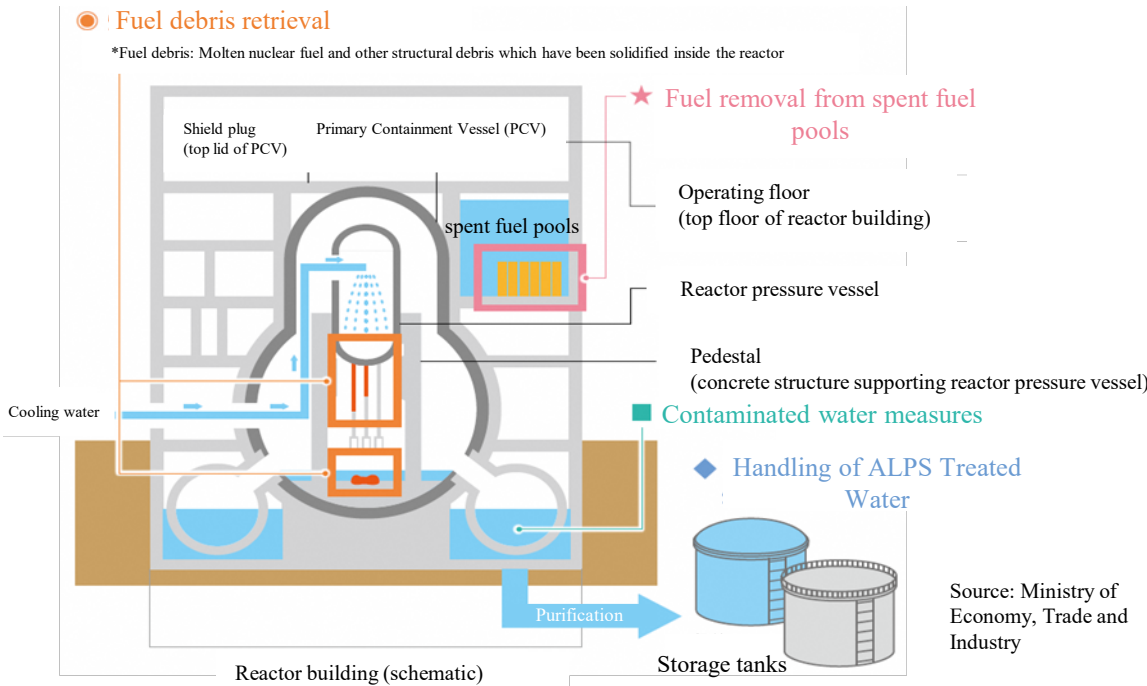 Fuel debris retrieval
*Fuel debris: Molten nuclear fuel and other structural debris which have been solidified inside the reactor
Fuel removal from spent fuel
pools
Shield plug
(top lid of PCV)
Primary Containment Vessel (PCV)
Operating floor
(top floor of reactor building)
spent fuel pools
Reactor pressure vessel
Pedestal
(concrete structure supporting reactor pressure vessel)
Cooling water
Contaminated water measures
Handling of ALPS Treated
Water
Purification
Storage tanks
Source: Ministry of
Economy, Trade and
Industry
Reactor building (schematic)